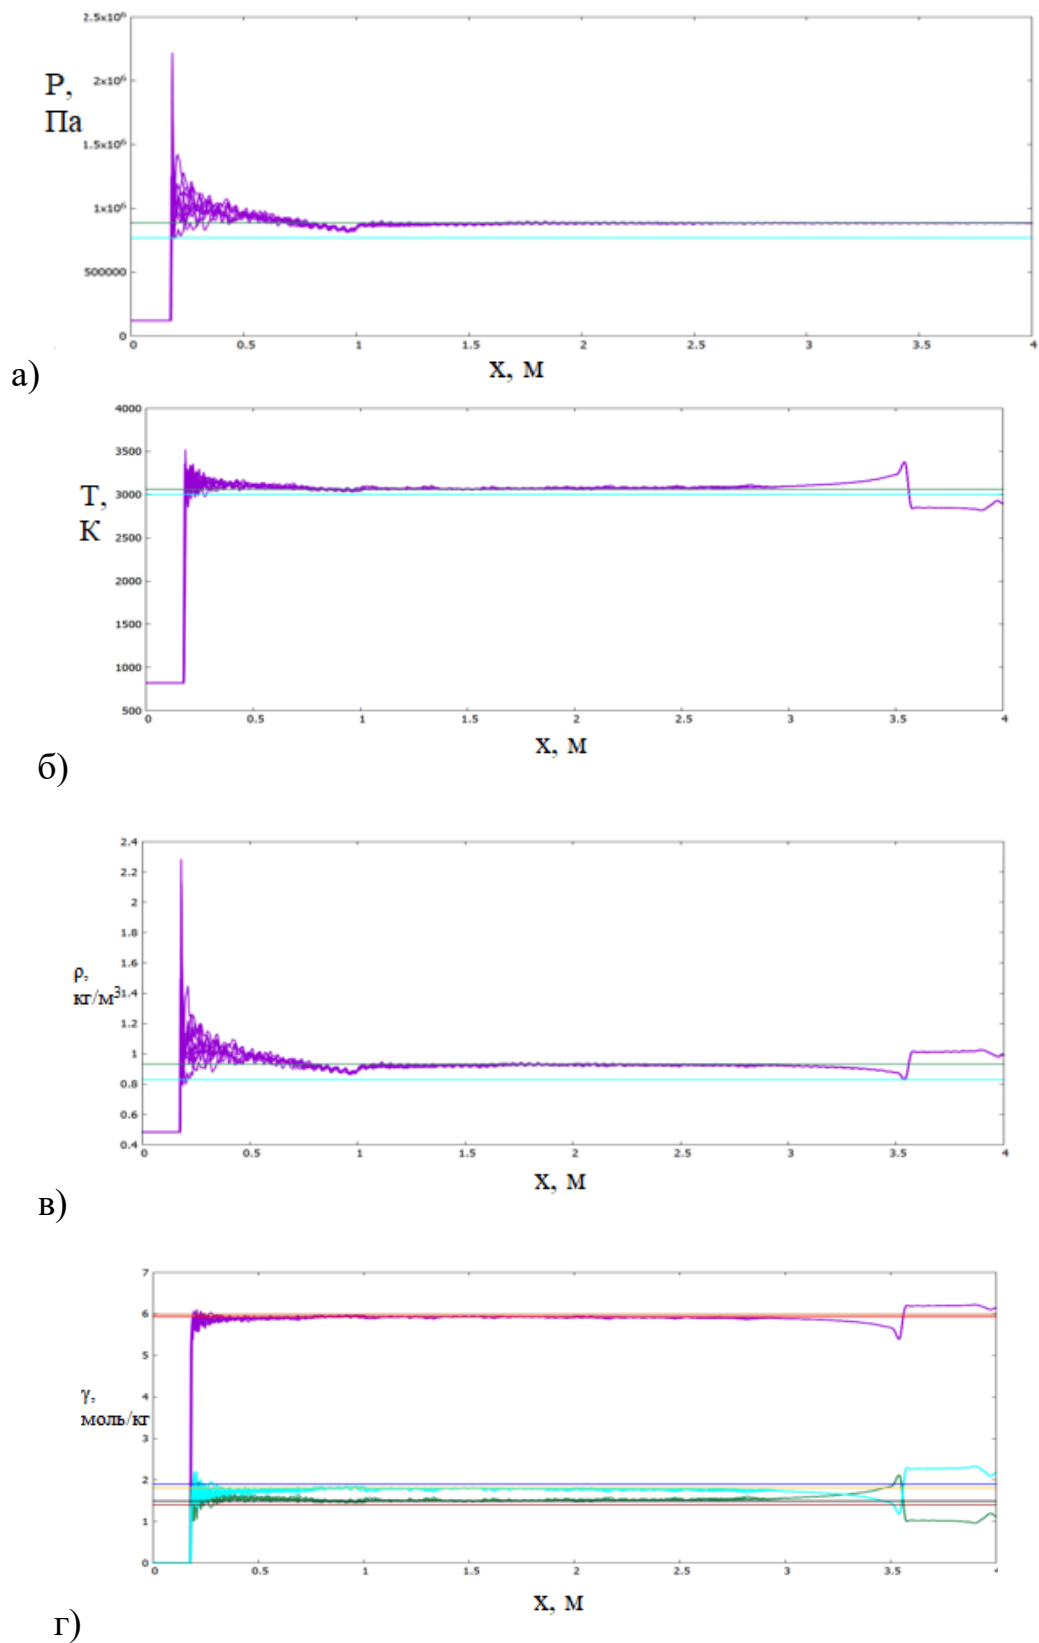 2.5x10⁶
P,
Па
2x10⁶
1.5x10⁶
1x10⁶
500000
0
0 0.5 1 1.5 2 2.5 3 3.5 4
x, м
а)
4000
3500
T,
К
3000
2500
2000
1500
1000
500
0 0.5 1 1.5 2 2.5 3 3.5 4
x, м
б)
2.4
2.2
2
1.8
1.6
ρ,
кг/м³
1.4
1.2
1
0.8
0.6
0.4
0 0.5 1 1.5 2 2.5 3 3.5 4
x, м
в)
7
6
5
γ,
моль/кг
4
3
2
1
0
0 0.5 1 1.5 2 2.5 3 3.5 4
x, м
г)